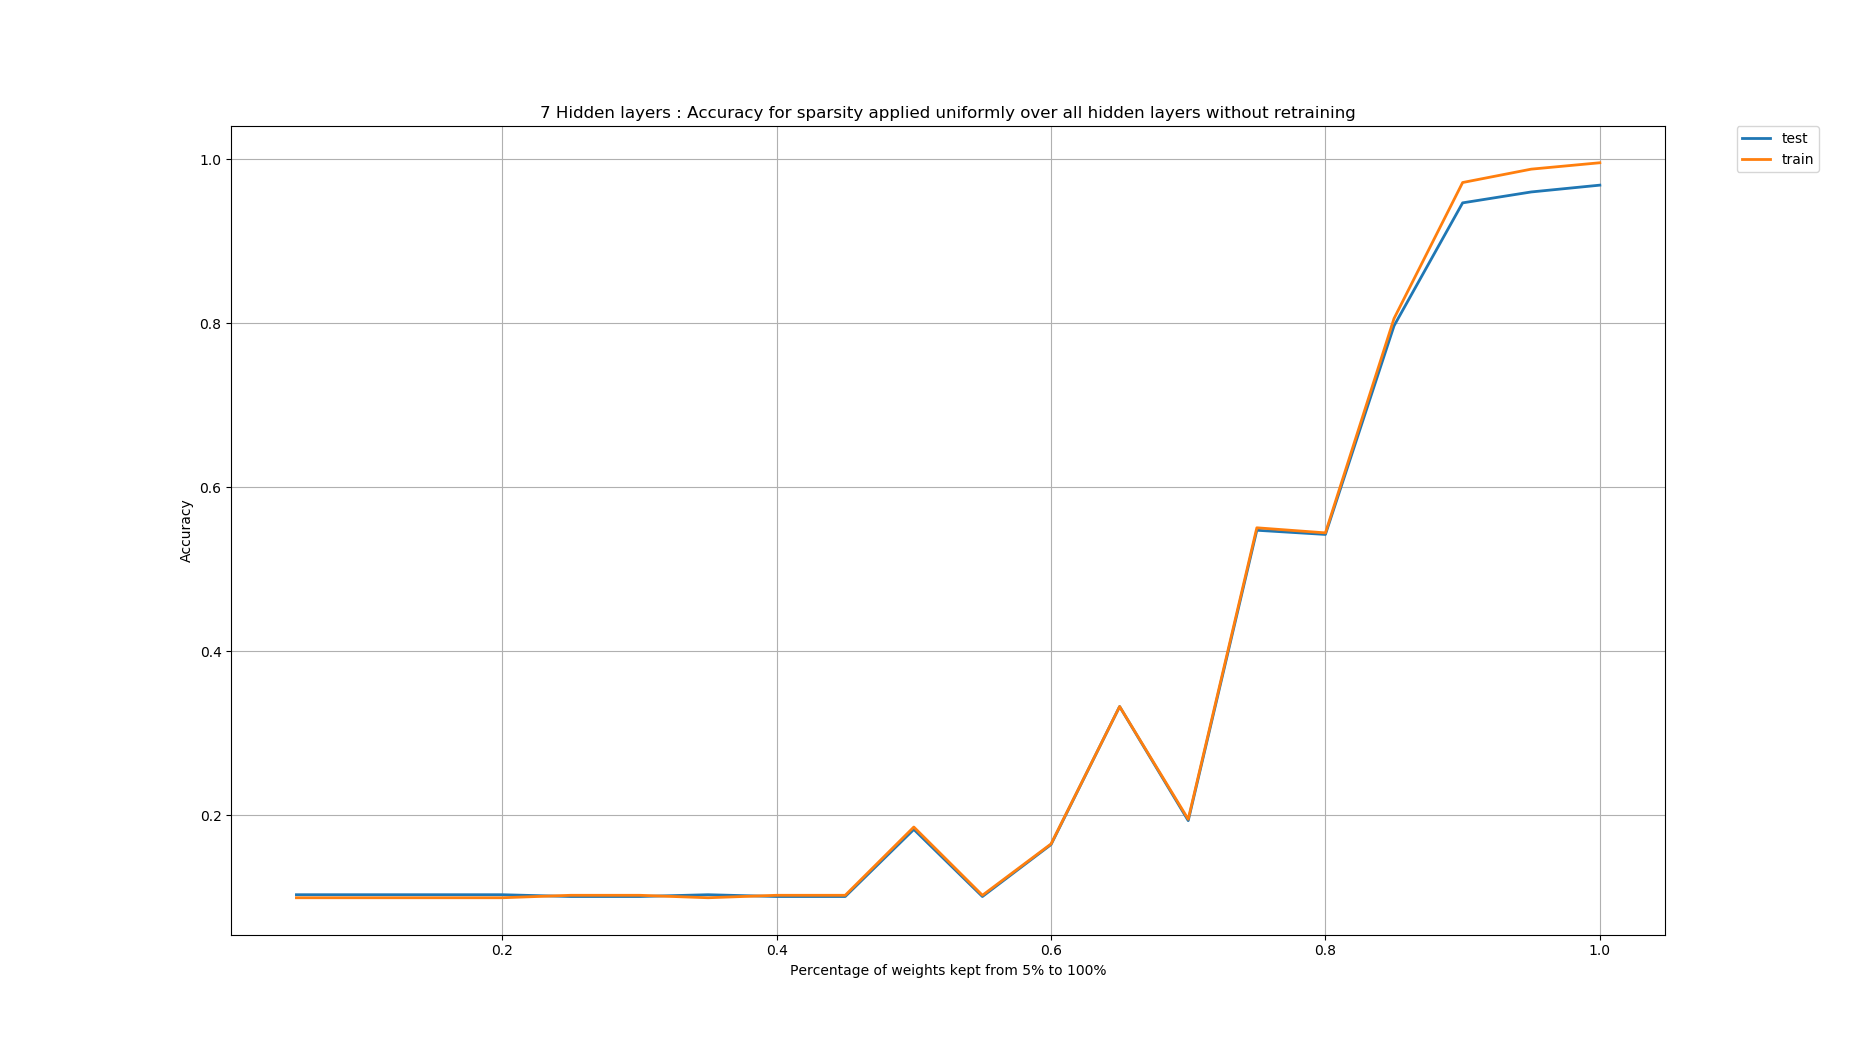 7 Hidden layers : Accuracy for sparsity applied uniformly over all hidden layers without retraining
test
train
1.0
0.8
0.6
0.4
0.2
Accuracy
0.2 0.4 0.6 0.8 1.0
Percentage of weights kept from 5% to 100%